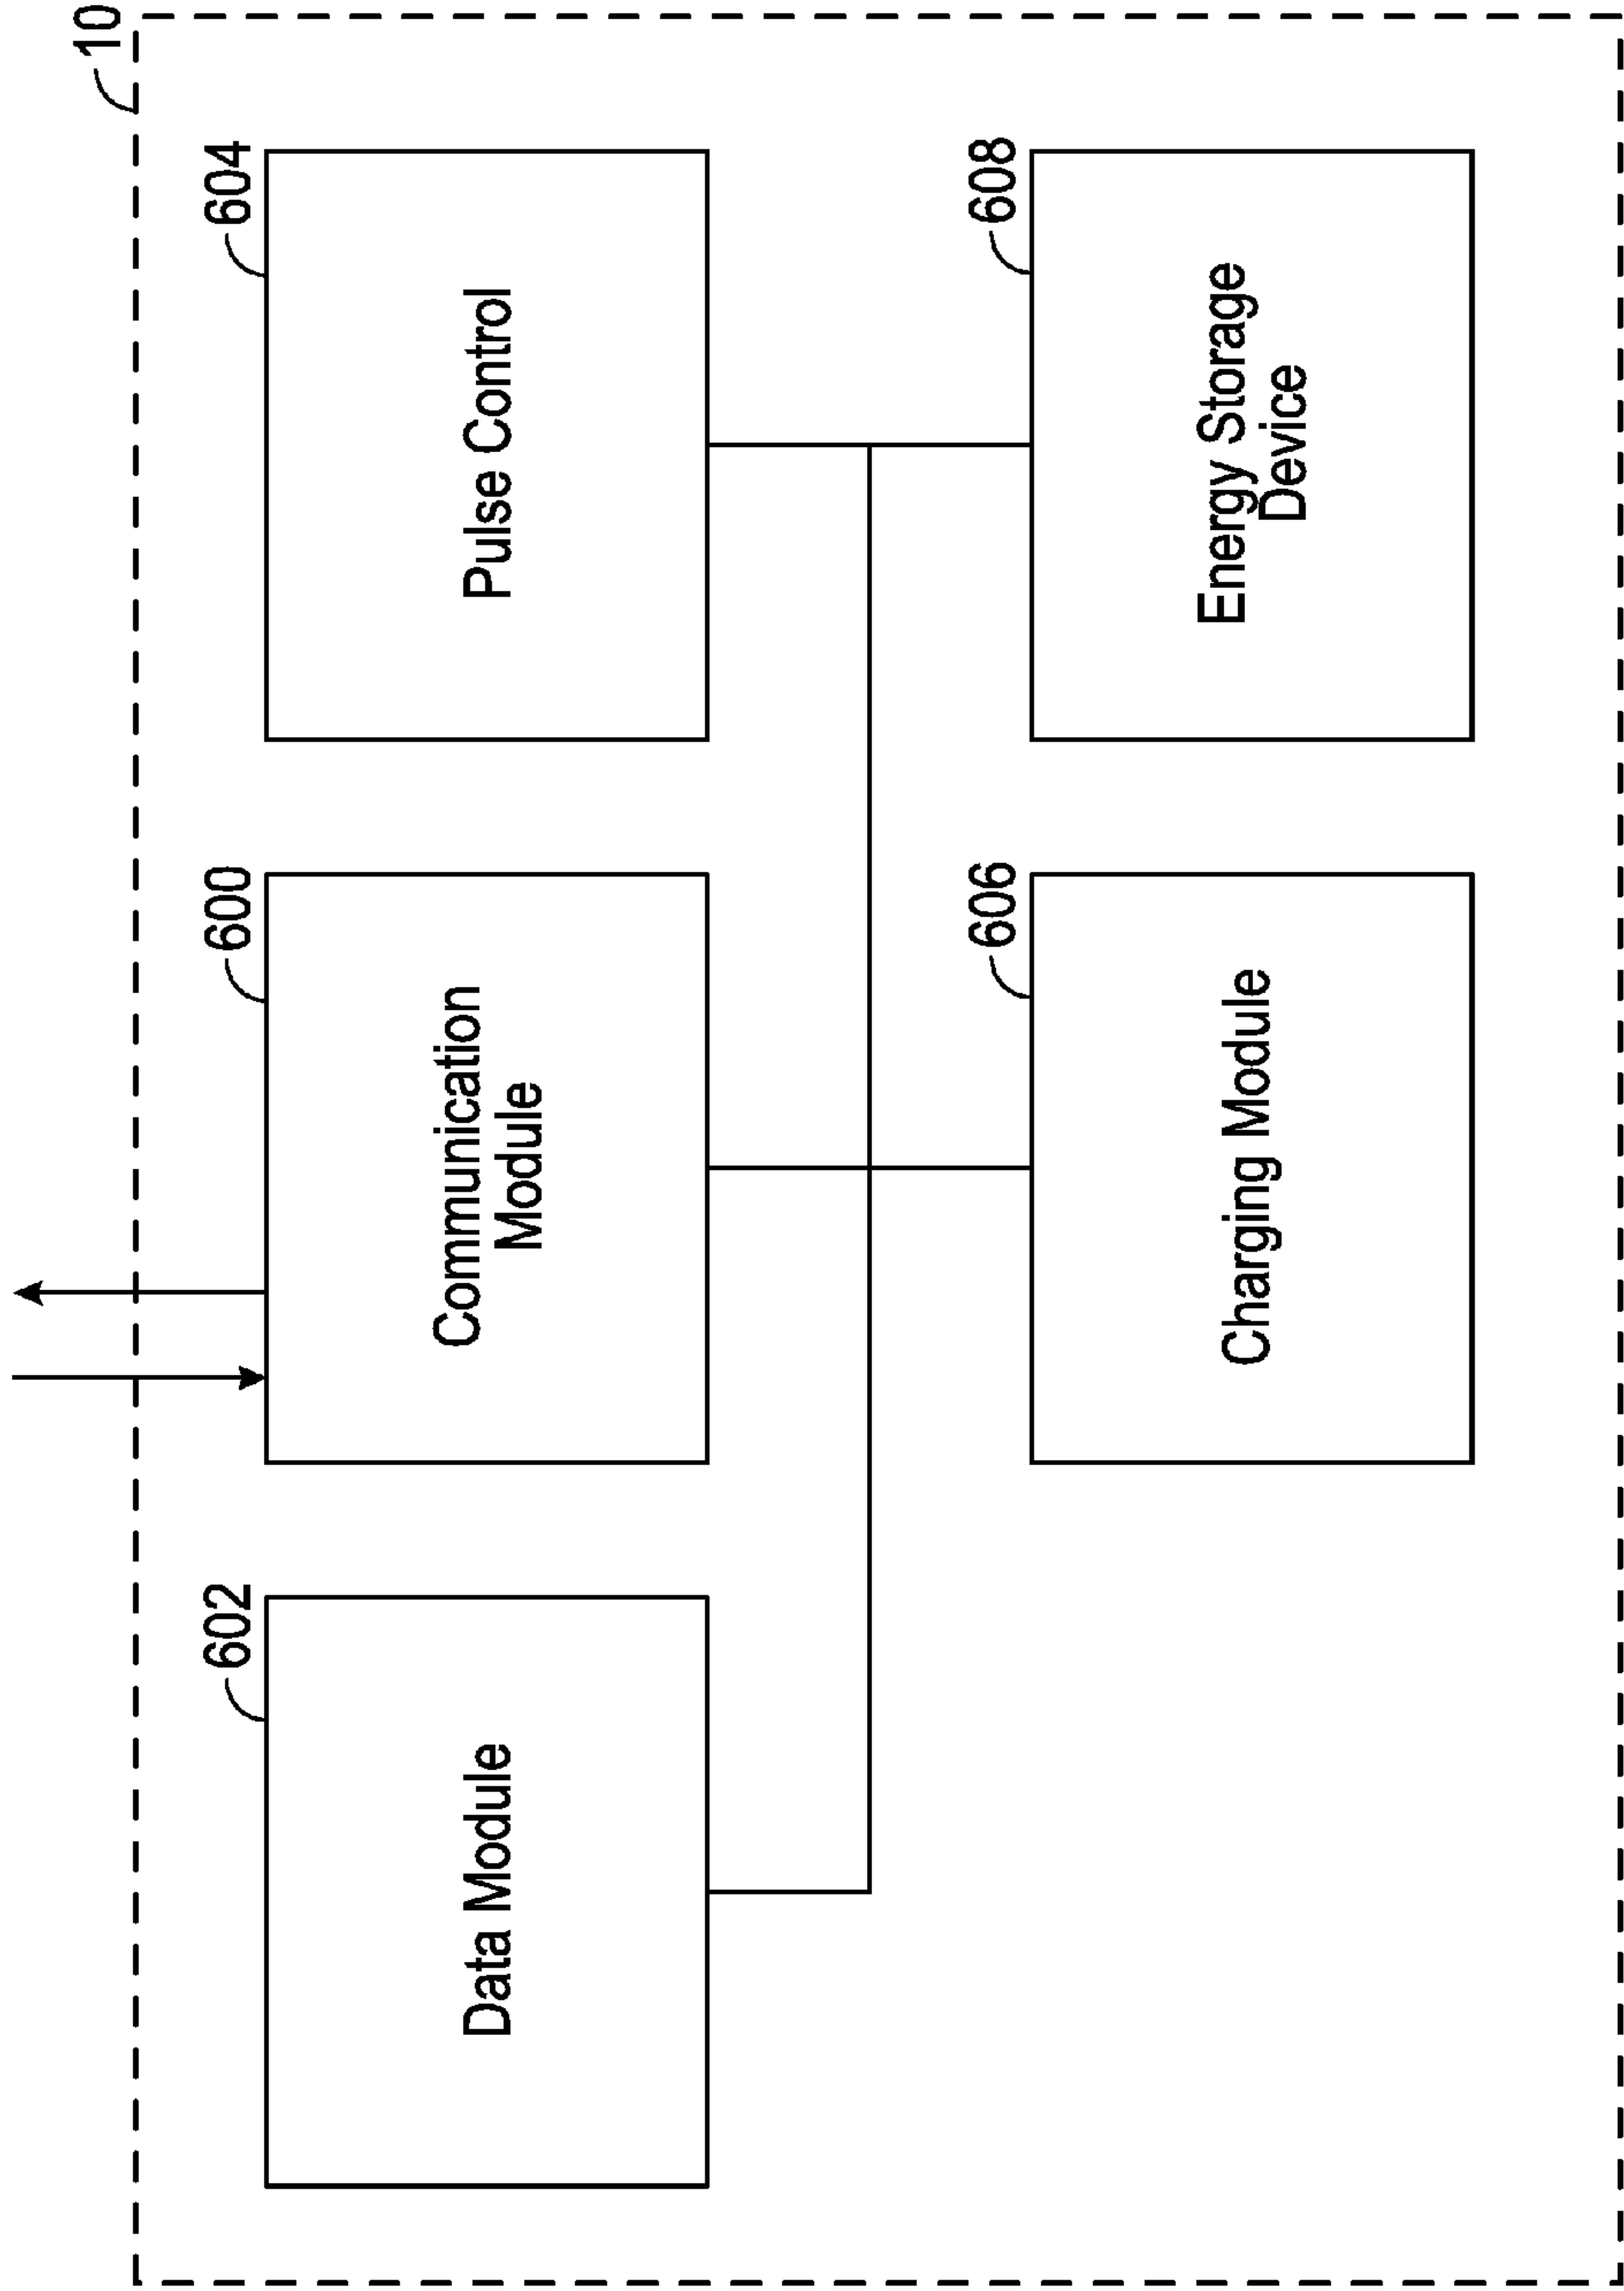 10
602
Data Module
600
Communication
Module
604
Pulse Control
606
Charging Module
608
Energy Storage
Device